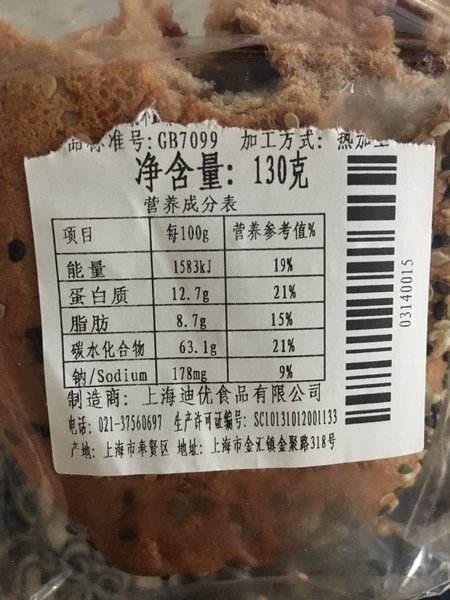 品标准号:GB7099 加工方式: 热加工
净含量: 130克
营养成分表
项目 每100g 营养参考值%
能量 1583kJ 19%
蛋白质 12.7g 21%
脂肪 8.7g 15%
碳水化合物 63.1g 21%
钠/Sodium 178mg 9%
制造商: 上海迪优食品有限公司
电话: 021-37560697 生产许可证编号: SC10131012001133
产地: 上海市奉贤区 地址: 上海市金汇镇金聚路318号
03140015